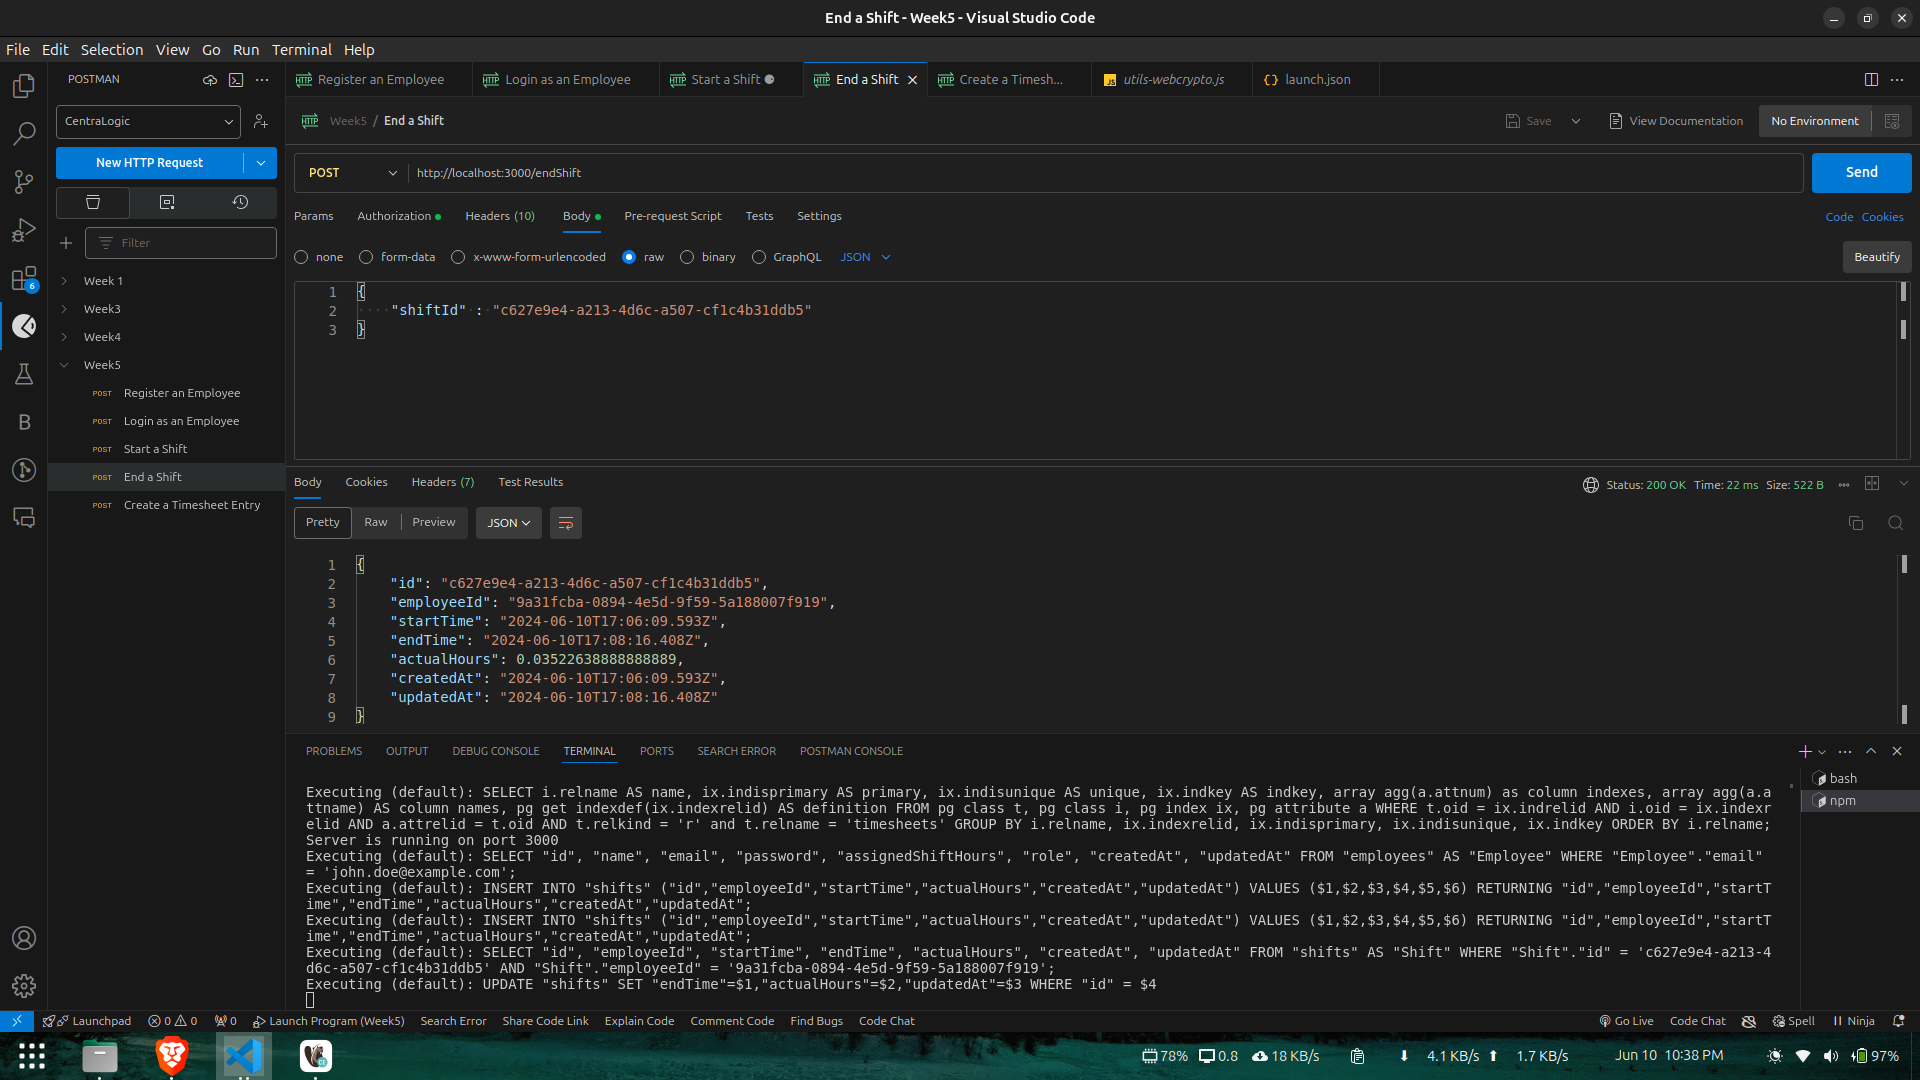 End a Shift - Week5 - Visual Studio Code
File Edit Selection View Go Run Terminal Help
POSTMAN
Register an Employee
Login as an Employee
Start a Shift
End a Shift
Create a Timesh...
JS utils-webcrypto.js
{} launch.json
CentraLogic
HTTP Week5 / End a Shift
Save
View Documentation
No Environment
New HTTP Request
POST
http://localhost:3000/endShift
Send
Params Authorization Headers (10) Body Pre-request Script Tests Settings
Code Cookies
Filter
none form-data x-www-form-urlencoded raw binary GraphQL JSON
Beautify
Week 1
Week3
Week4
Week5
POST Register an Employee
POST Login as an Employee
POST Start a Shift
POST End a Shift
POST Create a Timesheet Entry
6
B
1 {
2 "shiftId" : "c627e9e4-a213-4d6c-a507-cf1c4b31ddb5"
3 }
Body Cookies Headers (7) Test Results
Status: 200 OK Time: 22 ms Size: 522 B
Pretty Raw Preview JSON
1 {
2 "id": "c627e9e4-a213-4d6c-a507-cf1c4b31ddb5",
3 "employeeId": "9a31fcba-0894-4e5d-9f59-5a188007f919",
4 "startTime": "2024-06-10T17:06:09.593Z",
5 "endTime": "2024-06-10T17:08:16.408Z",
6 "actualHours": 0.03522638888888889,
7 "createdAt": "2024-06-10T17:06:09.593Z",
8 "updatedAt": "2024-06-10T17:08:16.408Z"
9 }
PROBLEMS OUTPUT DEBUG CONSOLE TERMINAL PORTS SEARCH ERROR POSTMAN CONSOLE
bash
npm
Executing (default): SELECT i.relname AS name, ix.indisprimary AS primary, ix.indisunique AS unique, ix.indkey AS indkey, array agg(a.attnum) as column indexes, array agg(a.a
ttname) AS column names, pg get indexdef(ix.indexrelid) AS definition FROM pg class t, pg class i, pg index ix, pg attribute a WHERE t.oid = ix.indrelid AND i.oid = ix.indexr
elid AND a.attrelid = t.oid AND t.relkind = 'r' and t.relname = 'timesheets' GROUP BY i.relname, ix.indexrelid, ix.indisprimary, ix.indisunique, ix.indkey ORDER BY i.relname;
Server is running on port 3000
Executing (default): SELECT "id", "name", "email", "password", "assignedShiftHours", "role", "createdAt", "updatedAt" FROM "employees" AS "Employee" WHERE "Employee"."email"
= 'john.doe@example.com';
Executing (default): INSERT INTO "shifts" ("id","employeeId","startTime","actualHours","createdAt","updatedAt") VALUES ($1,$2,$3,$4,$5,$6) RETURNING "id","employeeId","startT
ime","endTime","actualHours","createdAt","updatedAt";
Executing (default): INSERT INTO "shifts" ("id","employeeId","startTime","actualHours","createdAt","updatedAt") VALUES ($1,$2,$3,$4,$5,$6) RETURNING "id","employeeId","startT
ime","endTime","actualHours","createdAt","updatedAt";
Executing (default): SELECT "id", "employeeId", "startTime", "endTime", "actualHours", "createdAt", "updatedAt" FROM "shifts" AS "Shift" WHERE "Shift"."id" = 'c627e9e4-a213-4
d6c-a507-cf1c4b31ddb5' AND "Shift"."employeeId" = '9a31fcba-0894-4e5d-9f59-5a188007f919';
Executing (default): UPDATE "shifts" SET "endTime"=$1,"actualHours"=$2,"updatedAt"=$3 WHERE "id" = $4
Launchpad 0 0 0 Launch Program (Week5) Search Error Share Code Link Explain Code Comment Code Find Bugs Code Chat
Go Live Code Chat Spell Ninja
78% 0.8 18 KB/s 4.1 KB/s 1.7 KB/s Jun 10 10:38 PM 97%